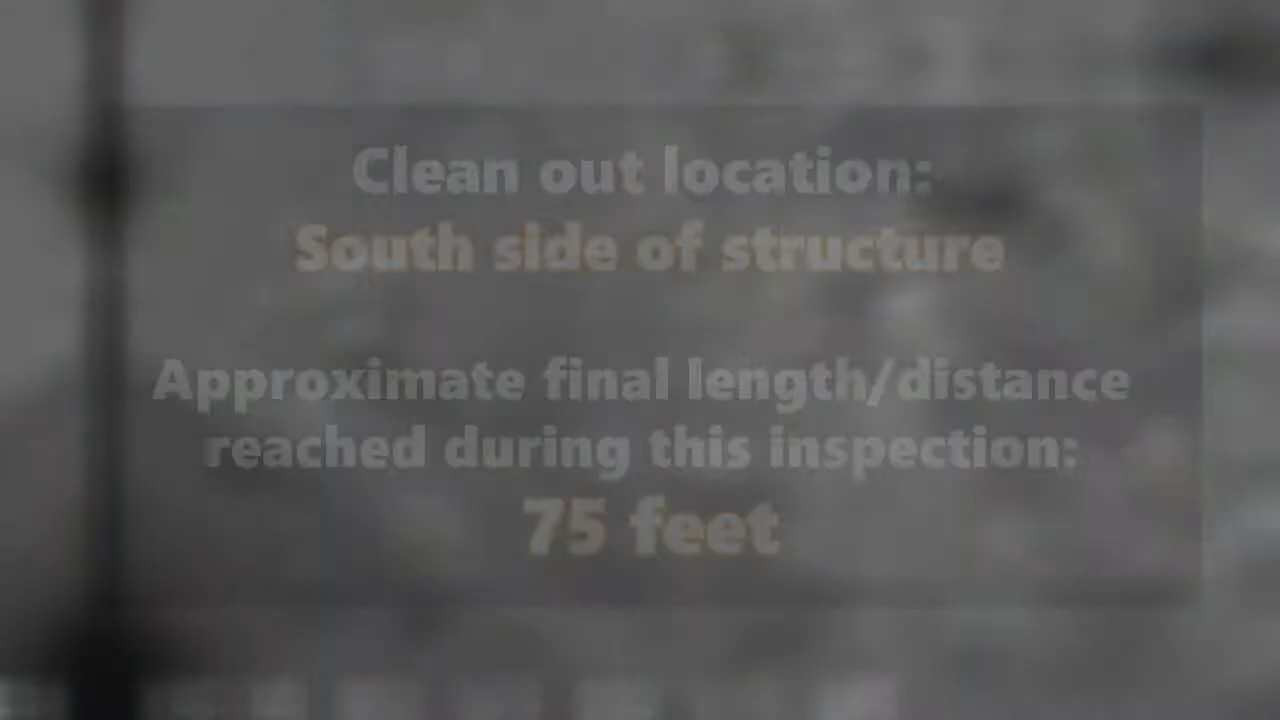 Clean out location:
South side of structure
Approximate final length/distance
reached during this inspection:
75 feet